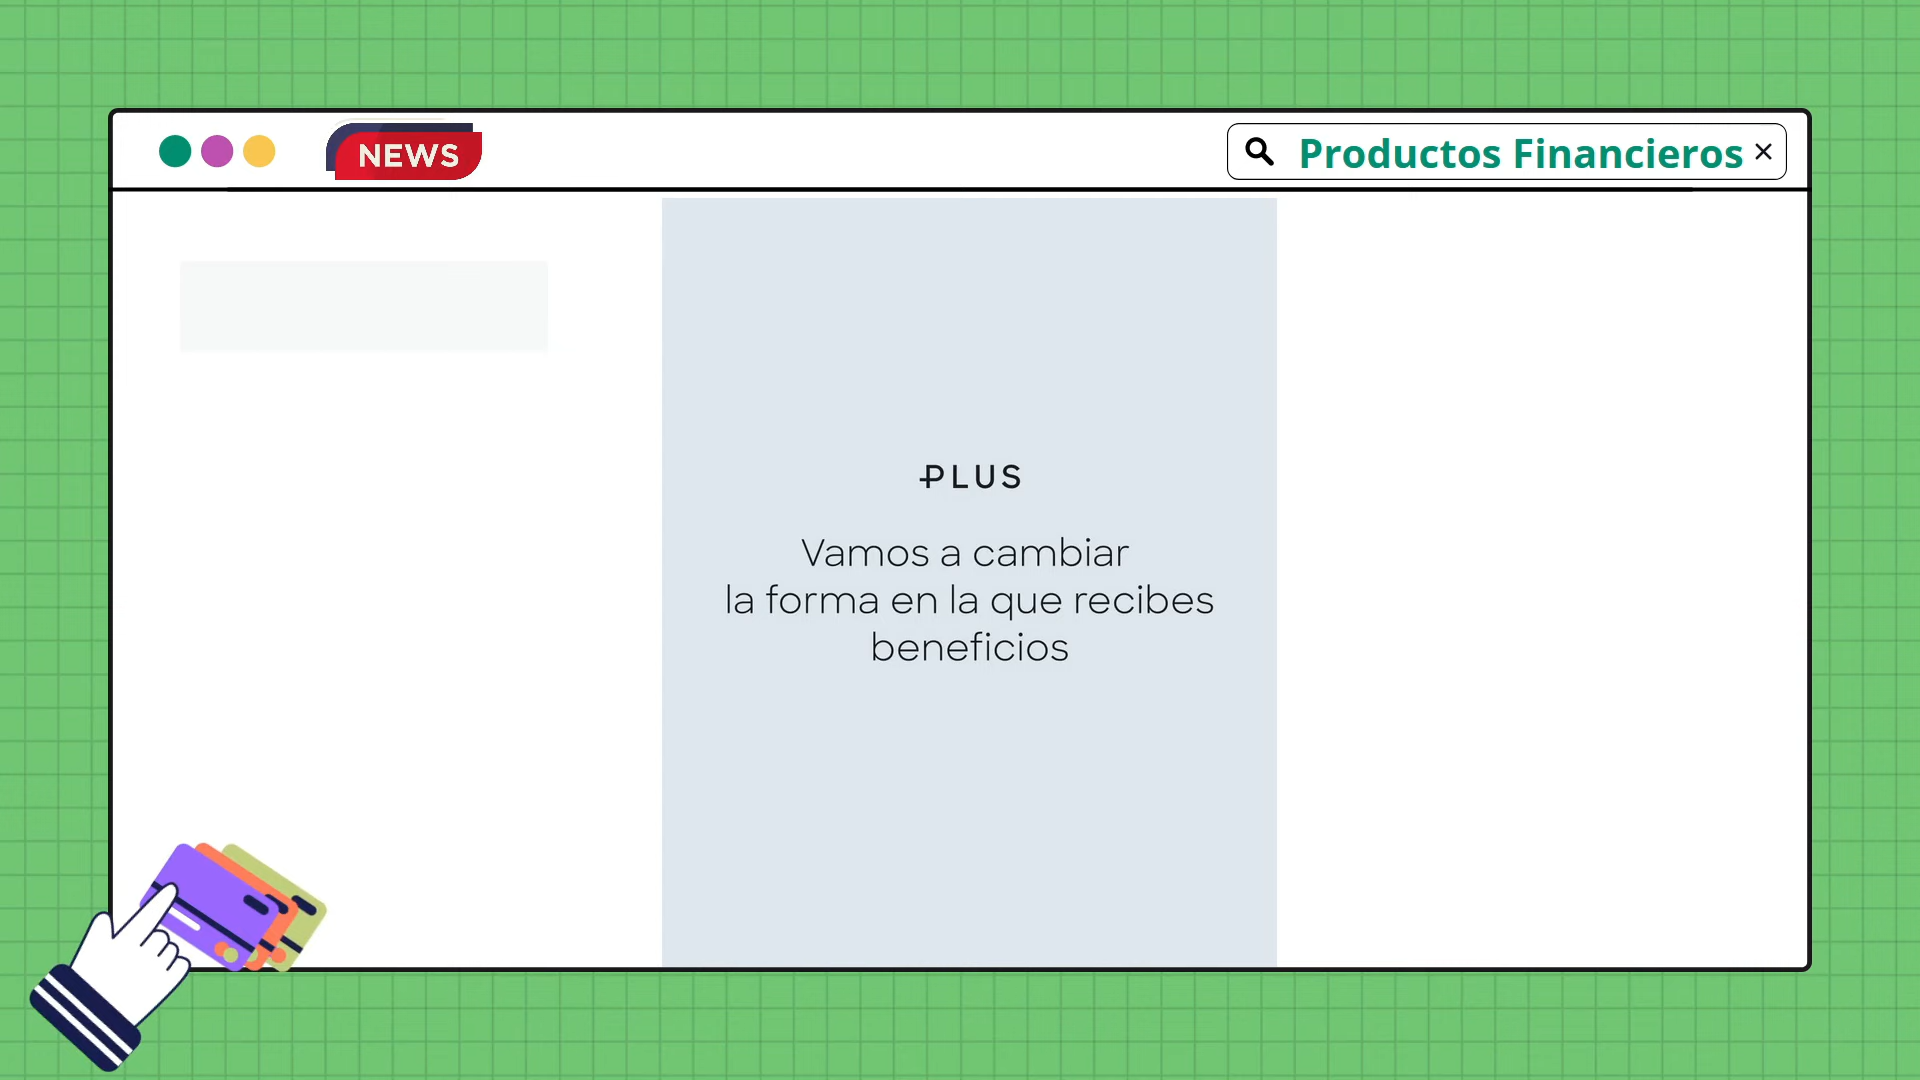 NEWS
Productos Financieros
PLUS
Vamos a cambiar
la forma en la que recibes
beneficios